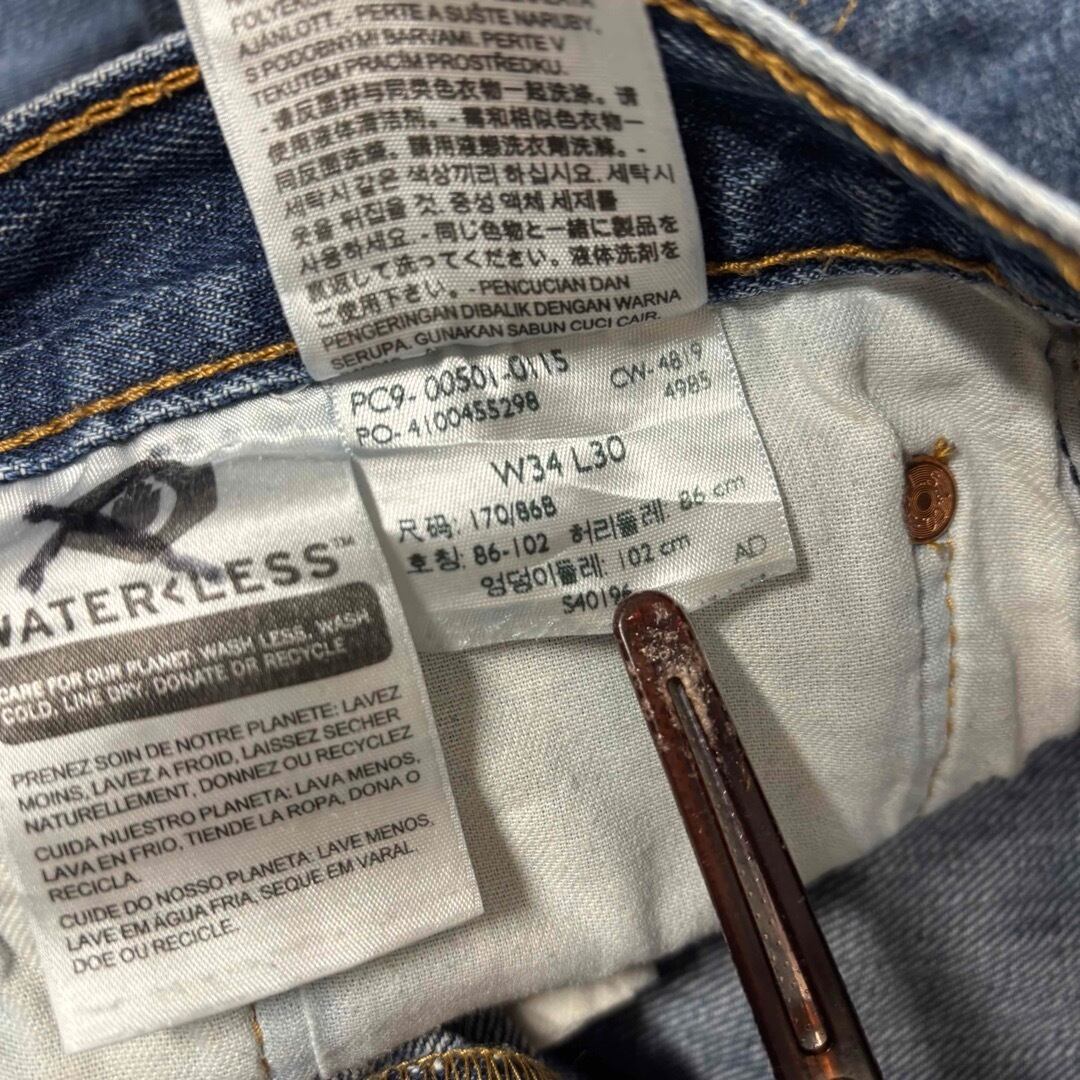 AJÁNLOTT. - PERTE A SUŠTE NARUBY,
S PODOBNÝMI BARVAMI. PERTE V
TEKUTÉM PRACÍM PROSTŘEDKU.
- 请反面并与同类色衣物一起洗涤。请
使用液体清洁剂。- 需和相似色衣物一
同反面洗滌。請用液態洗衣劑洗滌。-
세탁시 같은 색상끼리 하십시요. 세탁시
옷을 뒤집을 것. 중성 액체 세제를
사용하세요. - 同じ色物と一緒に製品を
裏返して洗ってください。液体洗剤を
ご使用下さい。- PENCUCIAN DAN
PENGERINGAN DIBALIK DENGAN WARNA
SERUPA. GUNAKAN SABUN CUCI CAIR.
PC9- 00501-0115
CW- 48.9
PO- 4100455298
4985
W34 L30
尺码: 170/86B
호칭: 86-102 허리둘레: 86 cm
엉덩이둘레: 102 cm
AD
S40196
WATER<LESS™
CARE FOR OUR PLANET: WASH LESS, WASH
COLD, LINE DRY, DONATE OR RECYCLE
PRENEZ SOIN DE NOTRE PLANETE: LAVEZ
MOINS, LAVEZ A FROID, LAISSEZ SECHER
NATURELLEMENT, DONNEZ OU RECYCLEZ
CUIDA NUESTRO PLANETA: LAVA MENOS,
LAVA EN FRIO, TIENDE LA ROPA, DONA O
RECICLA.
CUIDE DO NOSSO PLANETA: LAVE MENOS,
LAVE EM ÁGUA FRIA, SEQUE EM VARAL
DOE OU RECICLE.